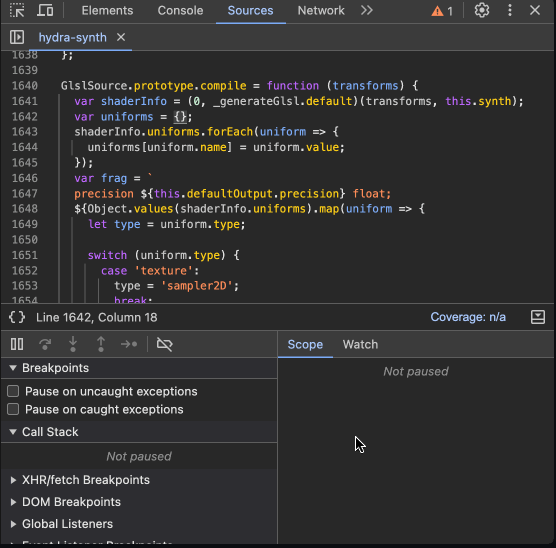 Elements Console Sources Network 1
hydra-synth
1638 };
1639
1640 GlslSource.prototype.compile = function (transforms) {
1641 var shaderInfo = (0, _generateGlsl.default)(transforms, this.synth);
1642 var uniforms = {};
1643 shaderInfo.uniforms.forEach(uniform => {
1644 uniforms[uniform.name] = uniform.value;
1645 });
1646 var frag = `
1647 precision ${this.defaultOutput.precision} float;
1648 ${Object.values(shaderInfo.uniforms).map(uniform => {
1649 let type = uniform.type;
1650
1651 switch (uniform.type) {
1652 case 'texture':
1653 type = 'sampler2D';
1654 break;
{} Line 1642, Column 18 Coverage: n/a
Scope Watch
Not paused
Breakpoints
Pause on uncaught exceptions
Pause on caught exceptions
Call Stack
Not paused
XHR/fetch Breakpoints
DOM Breakpoints
Global Listeners
Event Listener Breakpoints